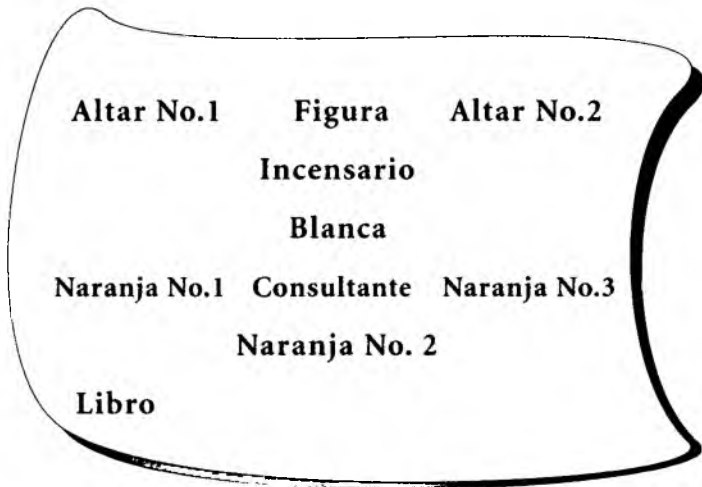 Altar No.1 Figura Altar No.2
Incensario
Blanca
Naranja No.1 Consultante Naranja No.3
Naranja No. 2
Libro